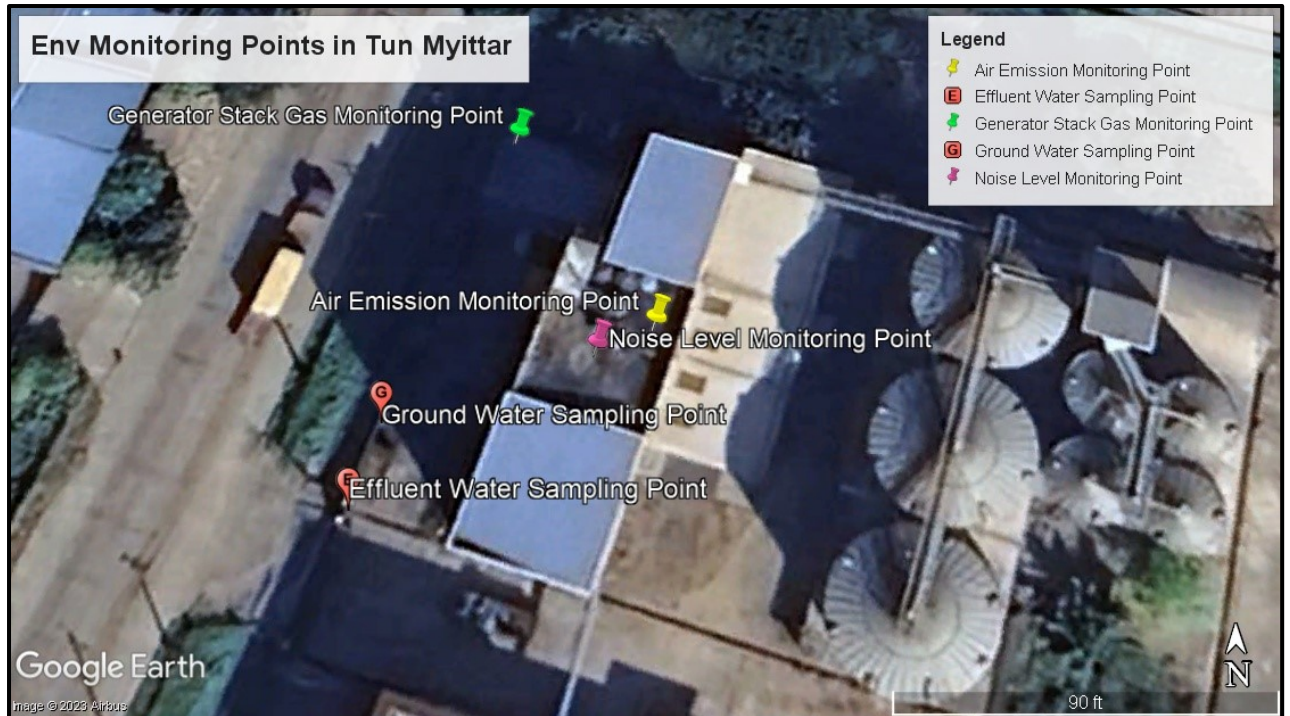 Env Monitoring Points in Tun Myittar
Legend
Air Emission Monitoring Point
E Effluent Water Sampling Point
Generator Stack Gas Monitoring Point
G Ground Water Sampling Point
Noise Level Monitoring Point
Generator Stack Gas Monitoring Point
Air Emission Monitoring Point
Noise Level Monitoring Point
G
Ground Water Sampling Point
E
Effluent Water Sampling Point
Google Earth
Image © 2023 Airbus
N
90 ft